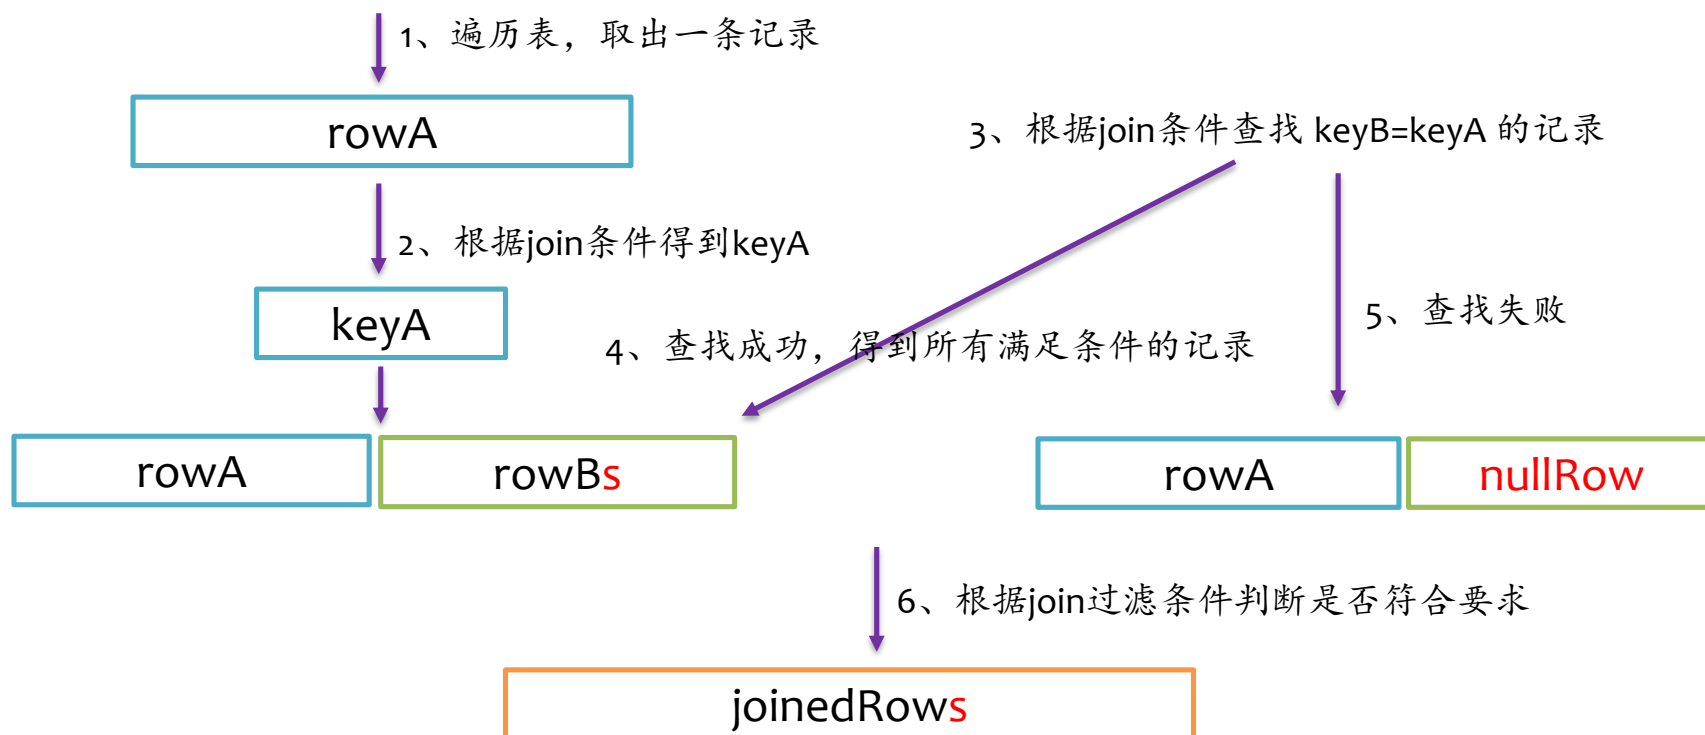 1、遍历表，取出一条记录
rowA
3、根据join条件查找 keyB=keyA 的记录
2、根据join条件得到keyA
keyA
5、查找失败
4、查找成功，得到所有满足条件的记录
rowA
rowBs
rowA
nullRow
6、根据join过滤条件判断是否符合要求
joinedRows